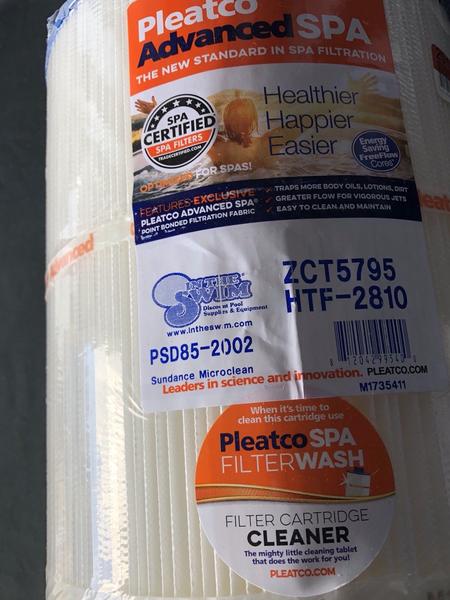 Pleatco
AdvancedSPA
THE NEW STANDARD IN SPA FILTRATION
SPA
CERTIFIED
SPA FILTERS
TRADECERTIFIED.COM
Healthier
Happier
Easier
Energy
Saving
FreeFlow
Cores
OPTIMIZED FOR SPAS!
FEATURES EXCLUSIVE
PLEATCO ADVANCED SPA
POINT BONDED FILTRATION FABRIC
TRAPS MORE BODY OILS, LOTIONS, DIRT
GREATER FLOW FOR VIGOROUS JETS
EASY TO CLEAN AND MAINTAIN
Advanced
Pleatco
IN THE
SWIM
Discount Pool
Supplies & Equipment
www.intheswim.com
ZCT5795
HTF-2810
PSD85-2002
Sundance Microclean
Leaders in science and innovation. PLEATCO.COM
M1735411
When it's time to
clean this cartridge use
PleatcoSPA
FILTERWASH
FILTER CARTRIDGE
CLEANER
The mighty little cleaning tablet
that does the work for you!
PLEATCO.COM